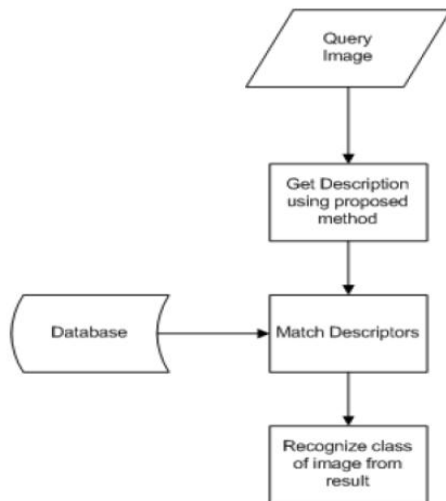 Query
Image
Get Description
using proposed
method
Database
Match Descriptors
Recognize class
of image from
result